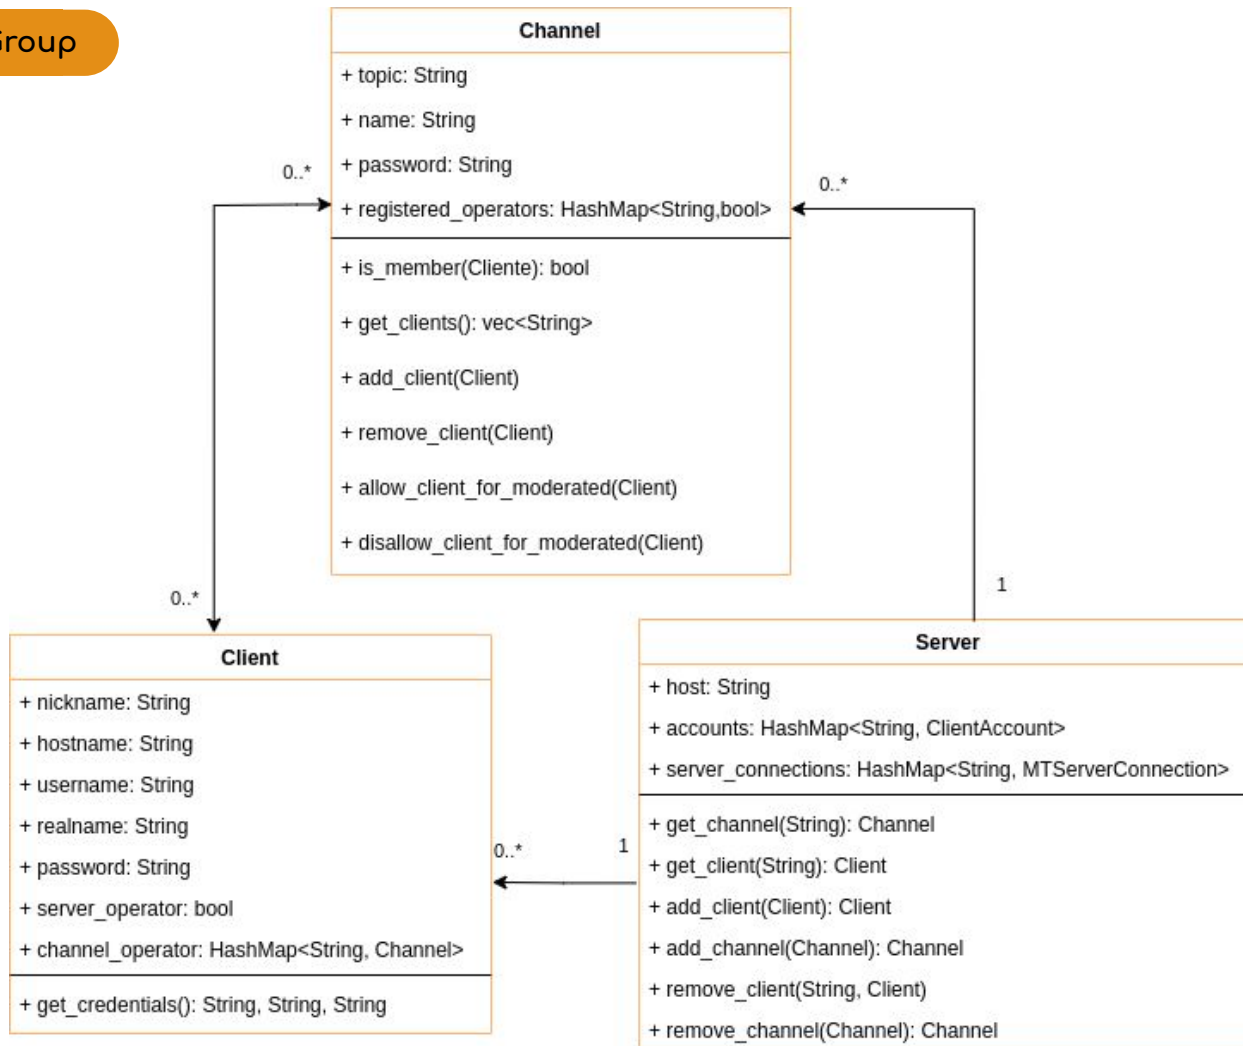 Group
Channel
+ topic: String
+ name: String
+ password: String
+ registered_operators: HashMap<String,bool>
+ is_member(Cliente): bool
+ get_clients(): vec<String>
+ add_client(Client)
+ remove_client(Client)
+ allow_client_for_moderated(Client)
+ disallow_client_for_moderated(Client)
0..*
0..*
0..*
1
Client
+ nickname: String
+ hostname: String
+ username: String
+ realname: String
+ password: String
+ server_operator: bool
+ channel_operator: HashMap<String, Channel>
+ get_credentials(): String, String, String
0..*
1
Server
+ host: String
+ accounts: HashMap<String, ClientAccount>
+ server_connections: HashMap<String, MTServerConnection>
+ get_channel(String): Channel
+ get_client(String): Client
+ add_client(Client): Client
+ add_channel(Channel): Channel
+ remove_client(String, Client)
+ remove_channel(Channel): Channel